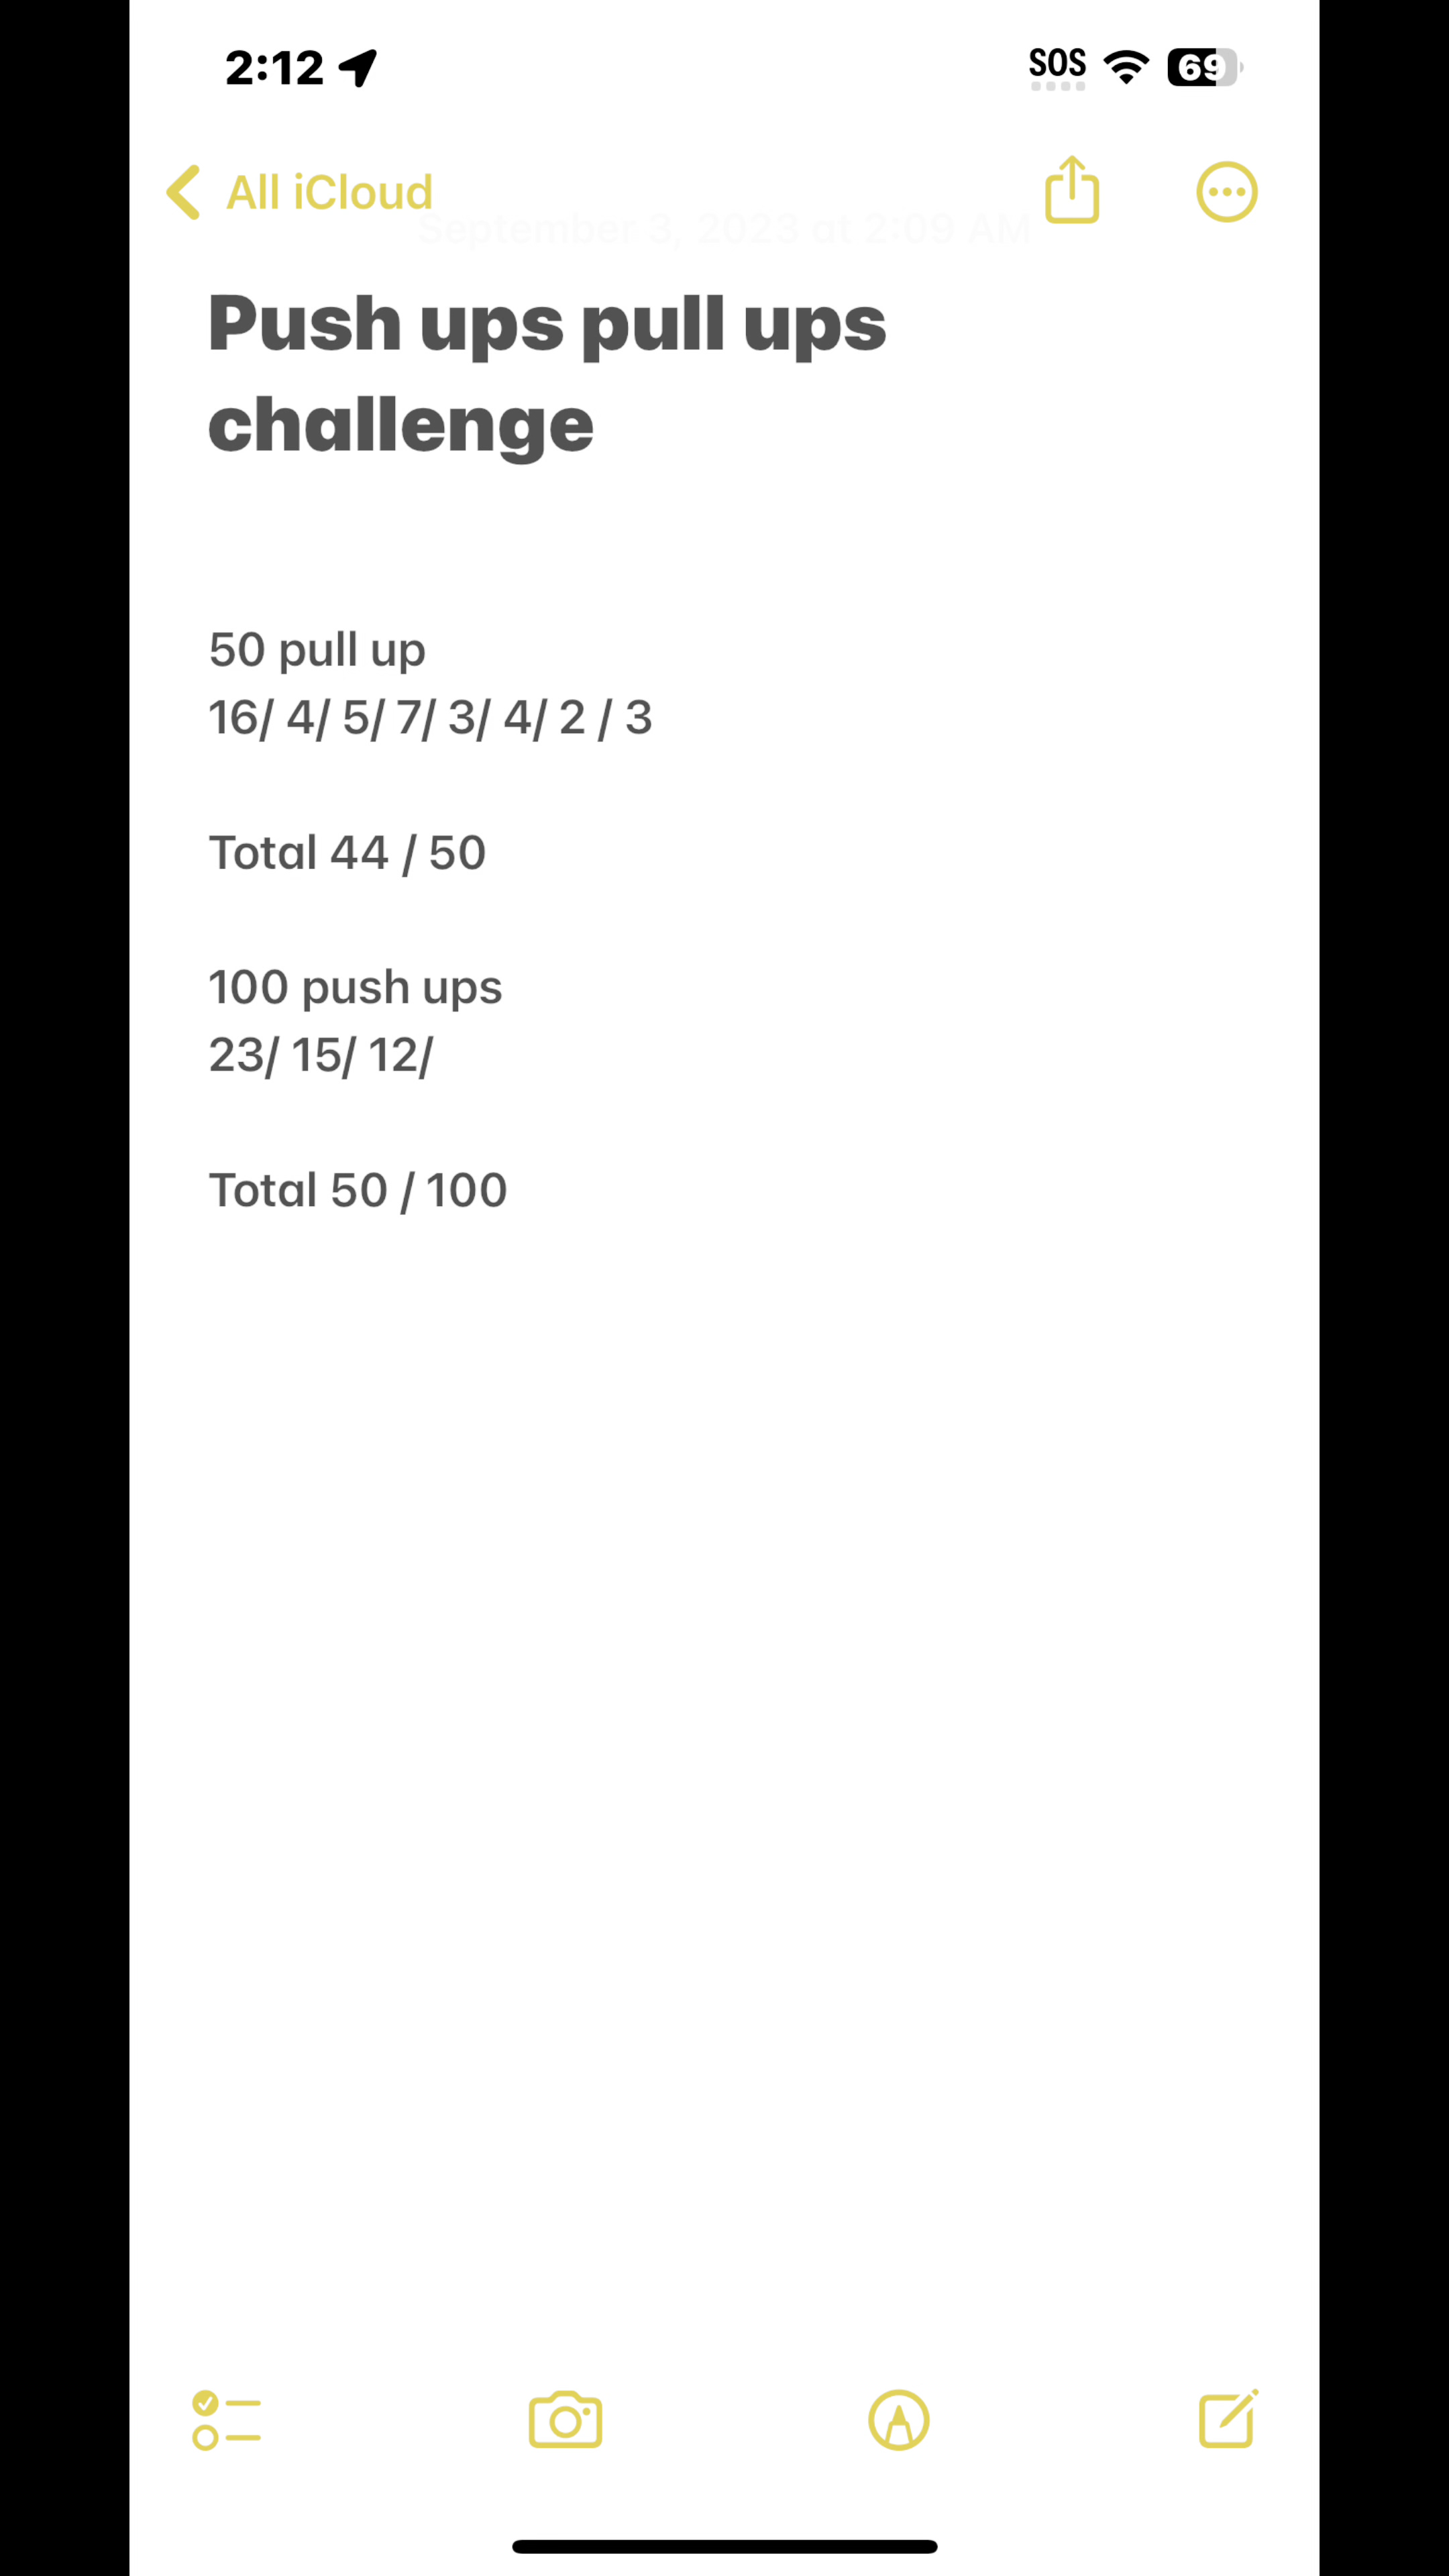 2:12 SOS 69
All iCloud
September 3, 2023 at 2:09 AM
Push ups pull ups
challenge
50 pull up
16/ 4/ 5/ 7/ 3/ 4/ 2 / 3
Total 44 / 50
100 push ups
23/ 15/ 12/
Total 50 / 100